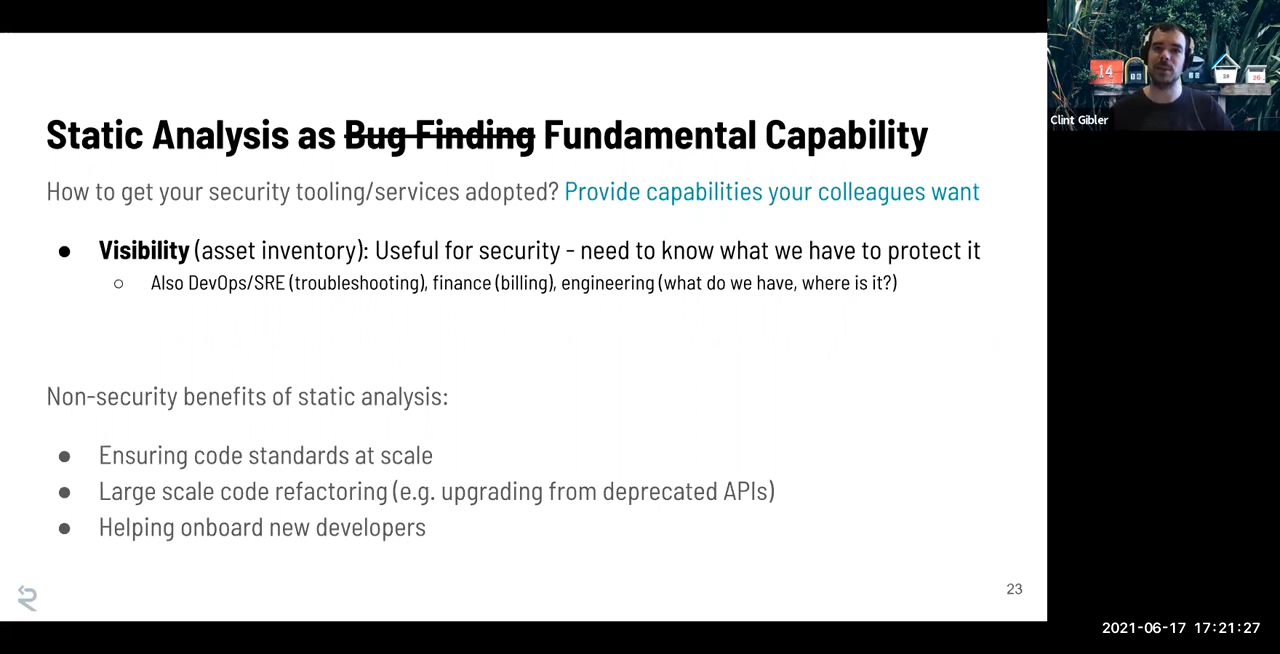 Static Analysis as Bug Finding Fundamental Capability
How to get your security tooling/services adopted? Provide capabilities your colleagues want
● Visibility (asset inventory): Useful for security - need to know what we have to protect it
○ Also DevOps/SRE (troubleshooting), finance (billing), engineering (what do we have, where is it?)
Non-security benefits of static analysis:
● Ensuring code standards at scale
● Large scale code refactoring (e.g. upgrading from deprecated APIs)
● Helping onboard new developers
23
14
Clint Gibler
2021-06-17 17:21:27